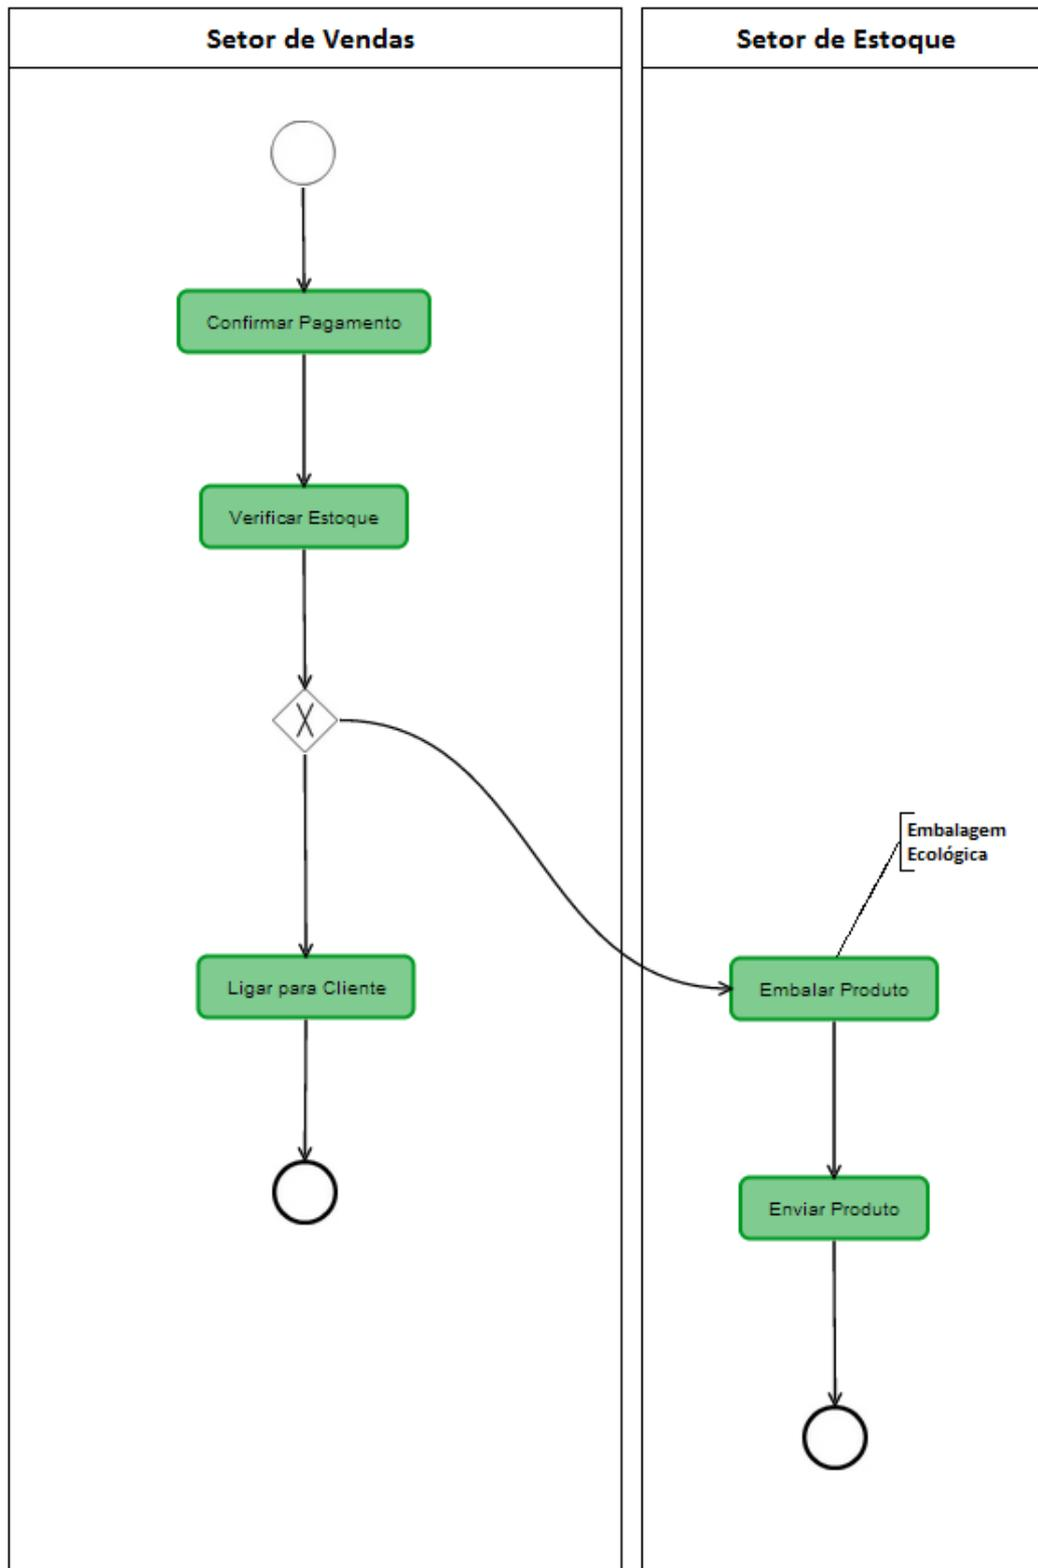 Setor de Vendas
Setor de Estoque
Confirmar Pagamento
Verificar Estoque
X
Embalagem
Ecológica
Ligar para Cliente
Embalar Produto
Enviar Produto